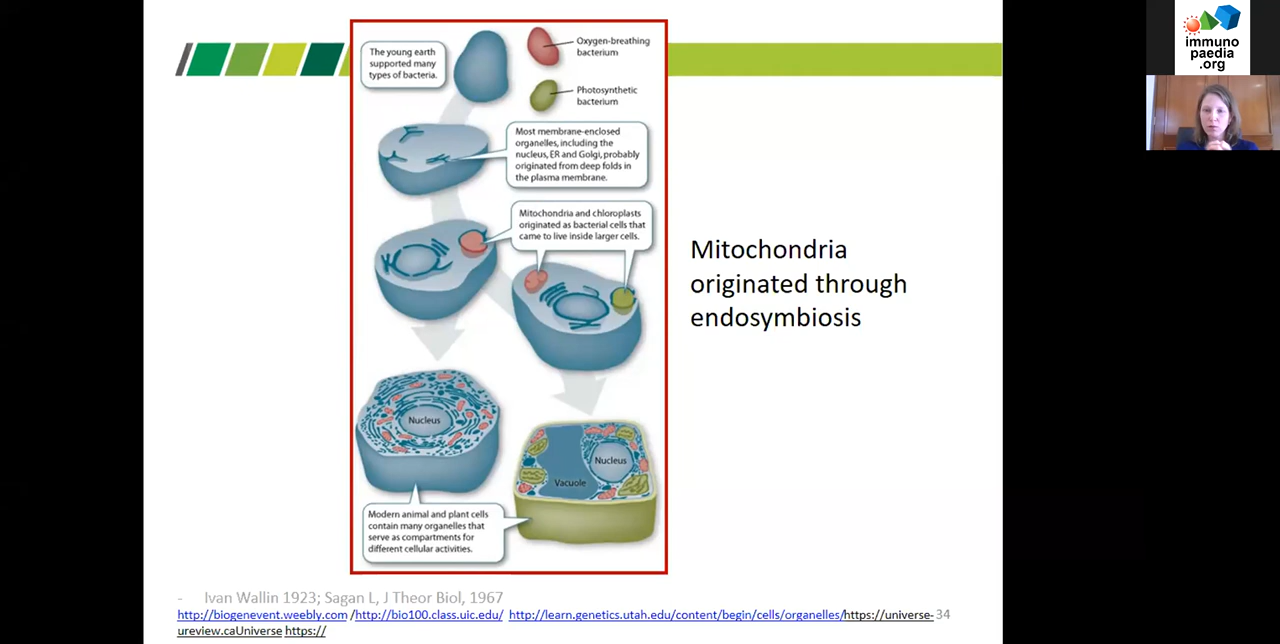 The young earth
supported many
types of bacteria.
Oxygen-breathing
bacterium
Photosynthetic
bacterium
Most membrane-enclosed
organelles, including the
nucleus, ER and Golgi, probably
originated from deep folds in
the plasma membrane.
Mitochondria and chloroplasts
originated as bacterial cells that
came to live inside larger cells.
Mitochondria
originated through
endosymbiosis
Nucleus
Nucleus
Vacuole
Modern animal and plant cells
contain many organelles that
serve as compartments for
different cellular activities.
- Ivan Wallin 1923; Sagan L, J Theor Biol, 1967
http://biogenevent.weebly.com /http://bio100.class.uic.edu/ http://learn.genetics.utah.edu/content/begin/cells/organelles/https://universe-
ureview.caUniverse https://
34
immuno
paedia
.org